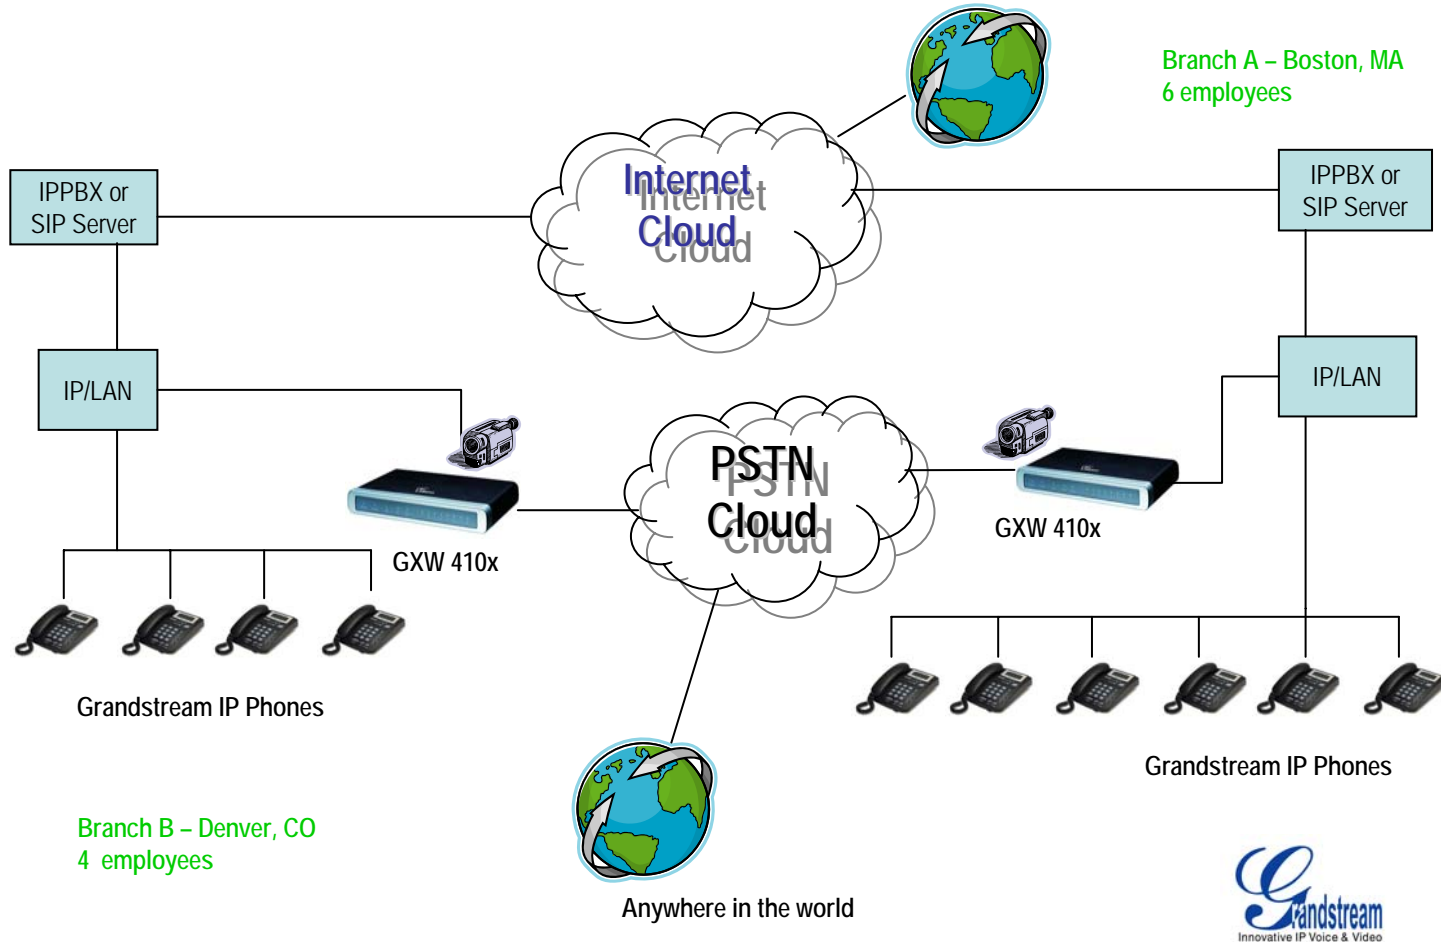 Branch A – Boston, MA
6 employees
Internet
Cloud
IPPBX or
SIP Server
IPPBX or
SIP Server
IP/LAN
IP/LAN
PSTN
Cloud
GXW 410x
GXW 410x
Grandstream IP Phones
Grandstream IP Phones
Branch B – Denver, CO
4 employees
Anywhere in the world
Grandstream
Innovative IP Voice & Video